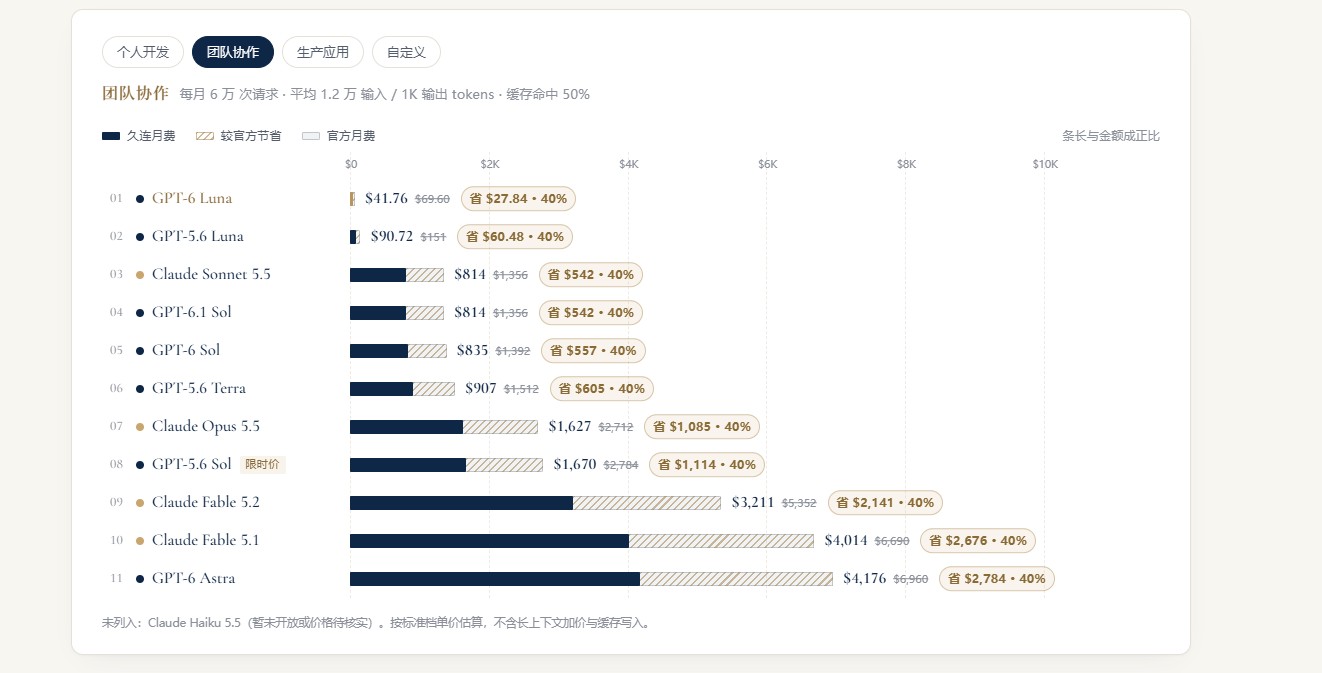 个人开发 团队协作 生产应用 自定义
团队协作 每月 6 万 次请求 · 平均 1.2 万 输入 / 1K 输出 tokens · 缓存命中 50%
久连月费 较官方节省 官方月费 条长与金额成正比
$0 $2K $4K $6K $8K $10K
01 GPT-6 Luna $41.76 $69.60 省 $27.84 • 40%
02 GPT-5.6 Luna $90.72 $151 省 $60.48 • 40%
03 Claude Sonnet 5.5 $814 $1,356 省 $542 • 40%
04 GPT-6.1 Sol $814 $1,356 省 $542 • 40%
05 GPT-6 Sol $835 $1,392 省 $557 • 40%
06 GPT-5.6 Terra $907 $1,512 省 $605 • 40%
07 Claude Opus 5.5 $1,627 $2,712 省 $1,085 • 40%
08 GPT-5.6 Sol 限时价 $1,670 $2,784 省 $1,114 • 40%
09 Claude Fable 5.2 $3,211 $5,352 省 $2,141 • 40%
10 Claude Fable 5.1 $4,014 $6,690 省 $2,676 • 40%
11 GPT-6 Astra $4,176 $6,960 省 $2,784 • 40%
未列入：Claude Haiku 5.5（暂未开放或价格待核实）。按标准档单价估算，不含长上下文加价与缓存写入。